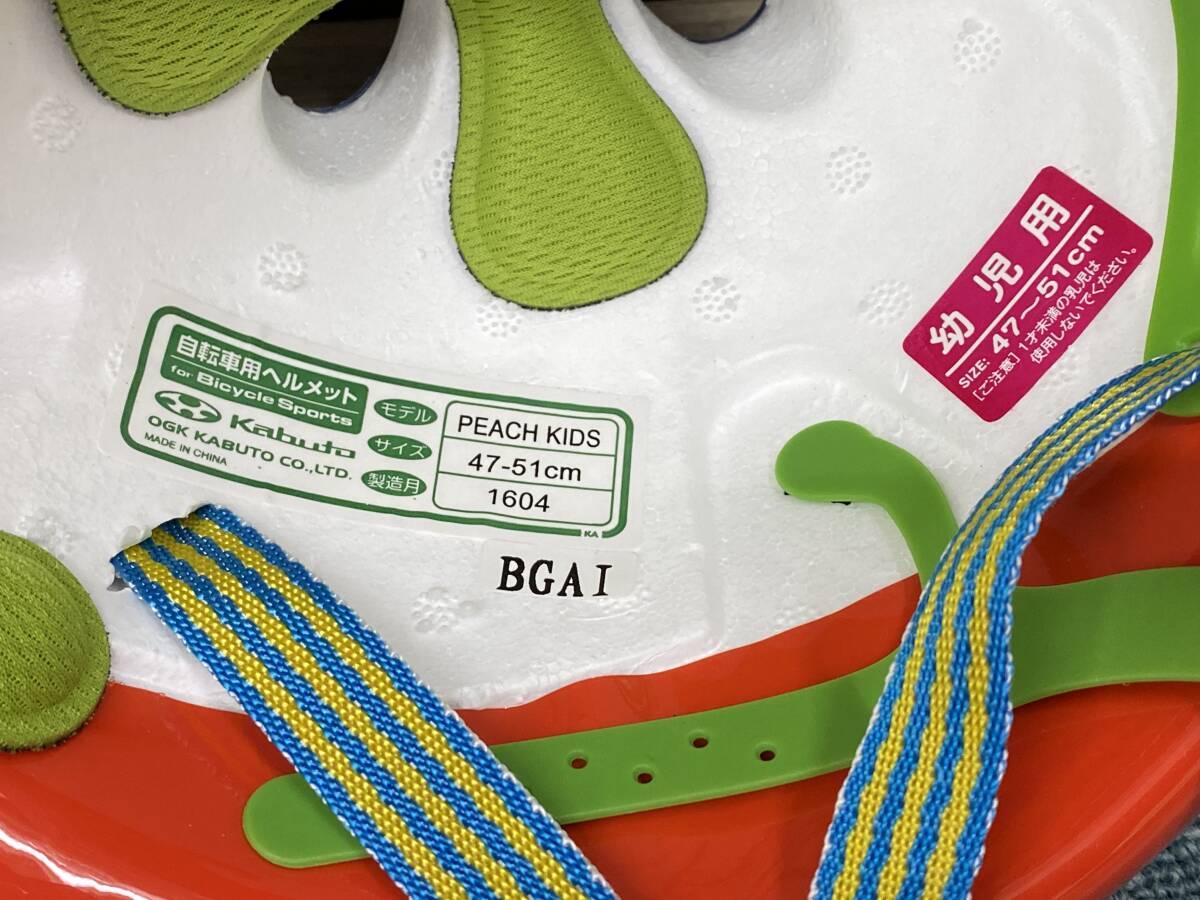 自転車用ヘルメット
for Bicycle Sports
Kabuto
OGK KABUTO CO.,LTD.
MADE IN CHINA
モデル PEACH KIDS
サイズ 47-51cm
製造月 1604
KA
BGAI
幼児用
SIZE: 47～51cm
［ご注意］1才未満の乳児は
使用しないでください。